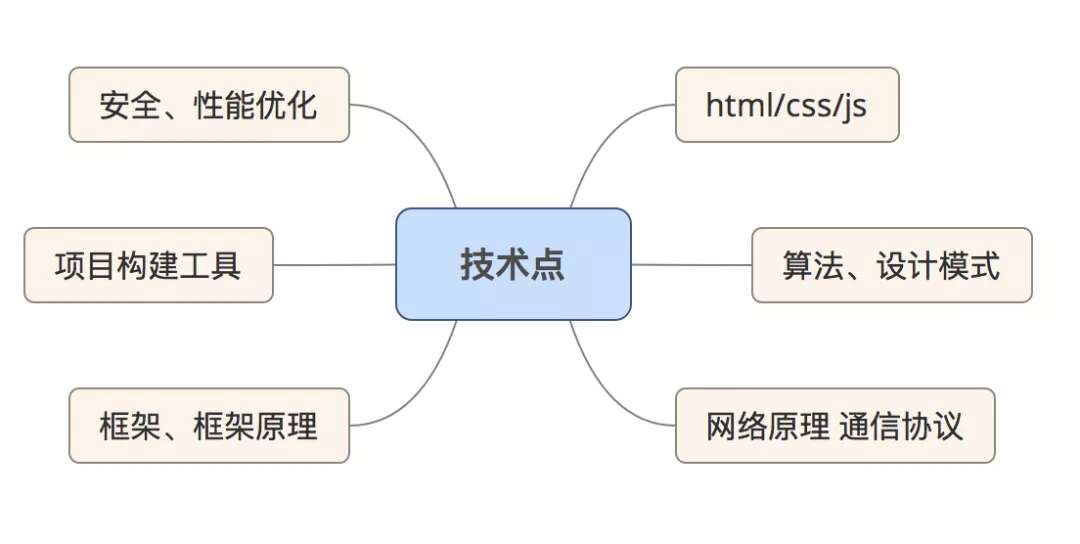 安全、性能优化
html/css/js
项目构建工具
技术点
算法、设计模式
框架、框架原理
网络原理 通信协议